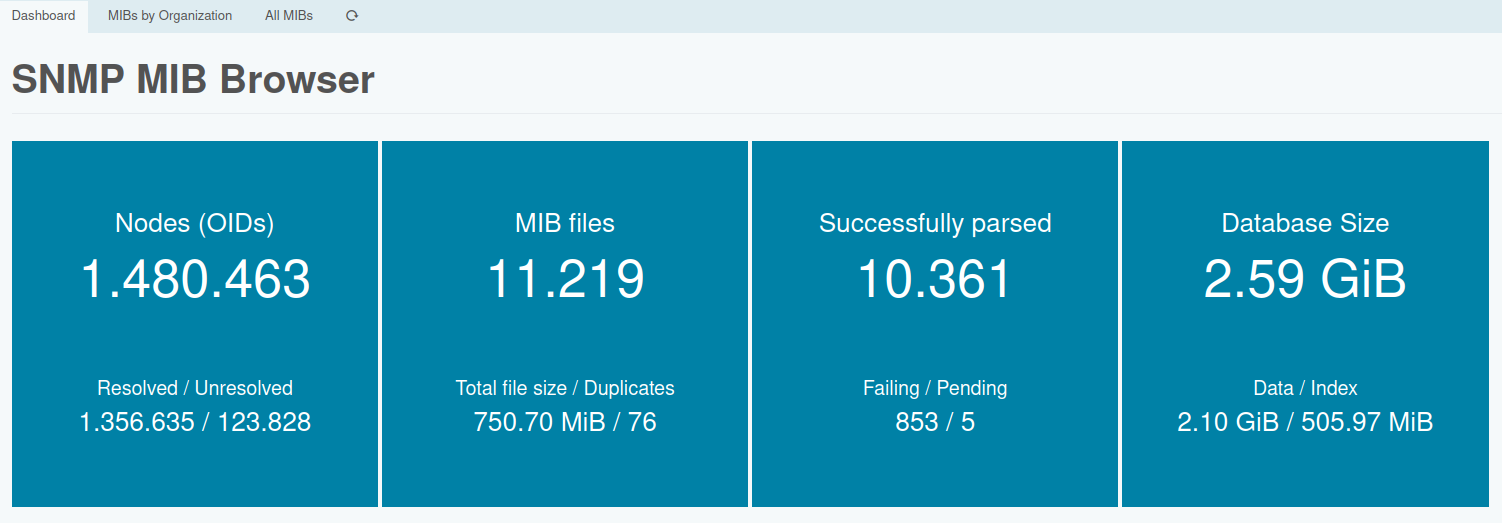 Dashboard MIBs by Organization All MIBs
SNMP MIB Browser
Nodes (OIDs)
1.480.463
Resolved / Unresolved
1.356.635 / 123.828
MIB files
11.219
Total file size / Duplicates
750.70 MiB / 76
Successfully parsed
10.361
Failing / Pending
853 / 5
Database Size
2.59 GiB
Data / Index
2.10 GiB / 505.97 MiB